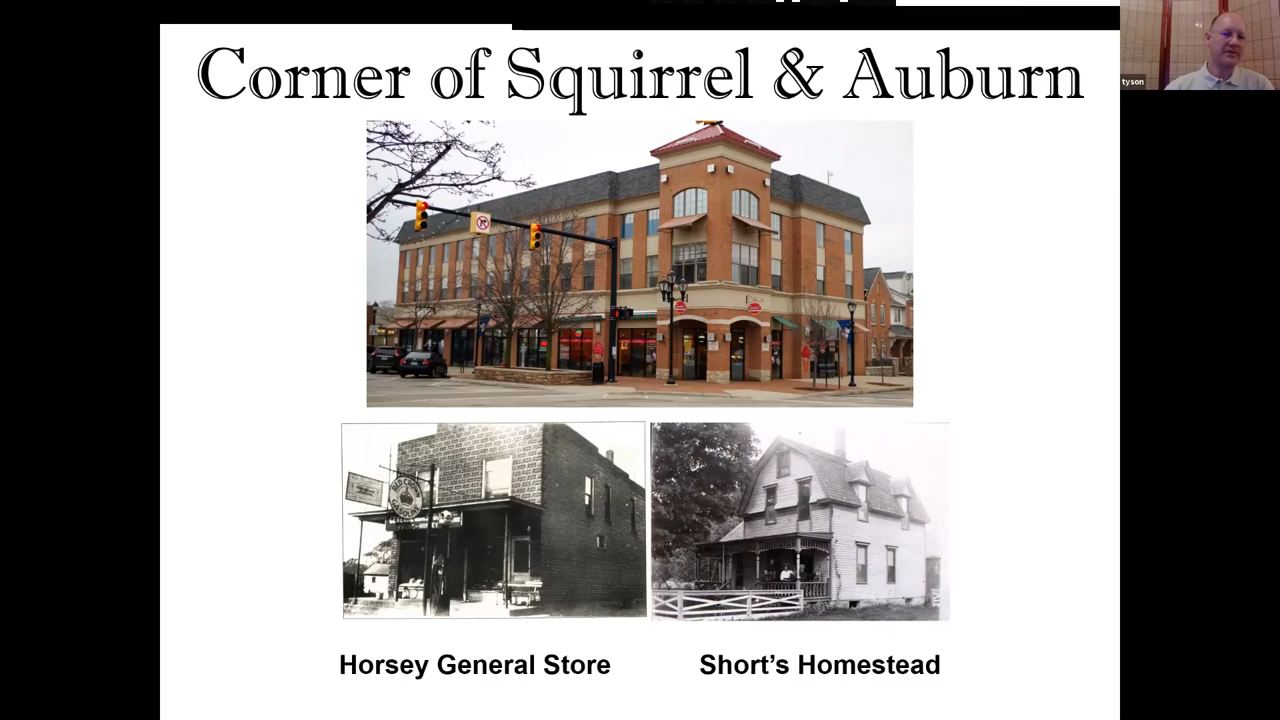 Corner of Squirrel & Auburn
tyson
Horsey General Store
Short's Homestead